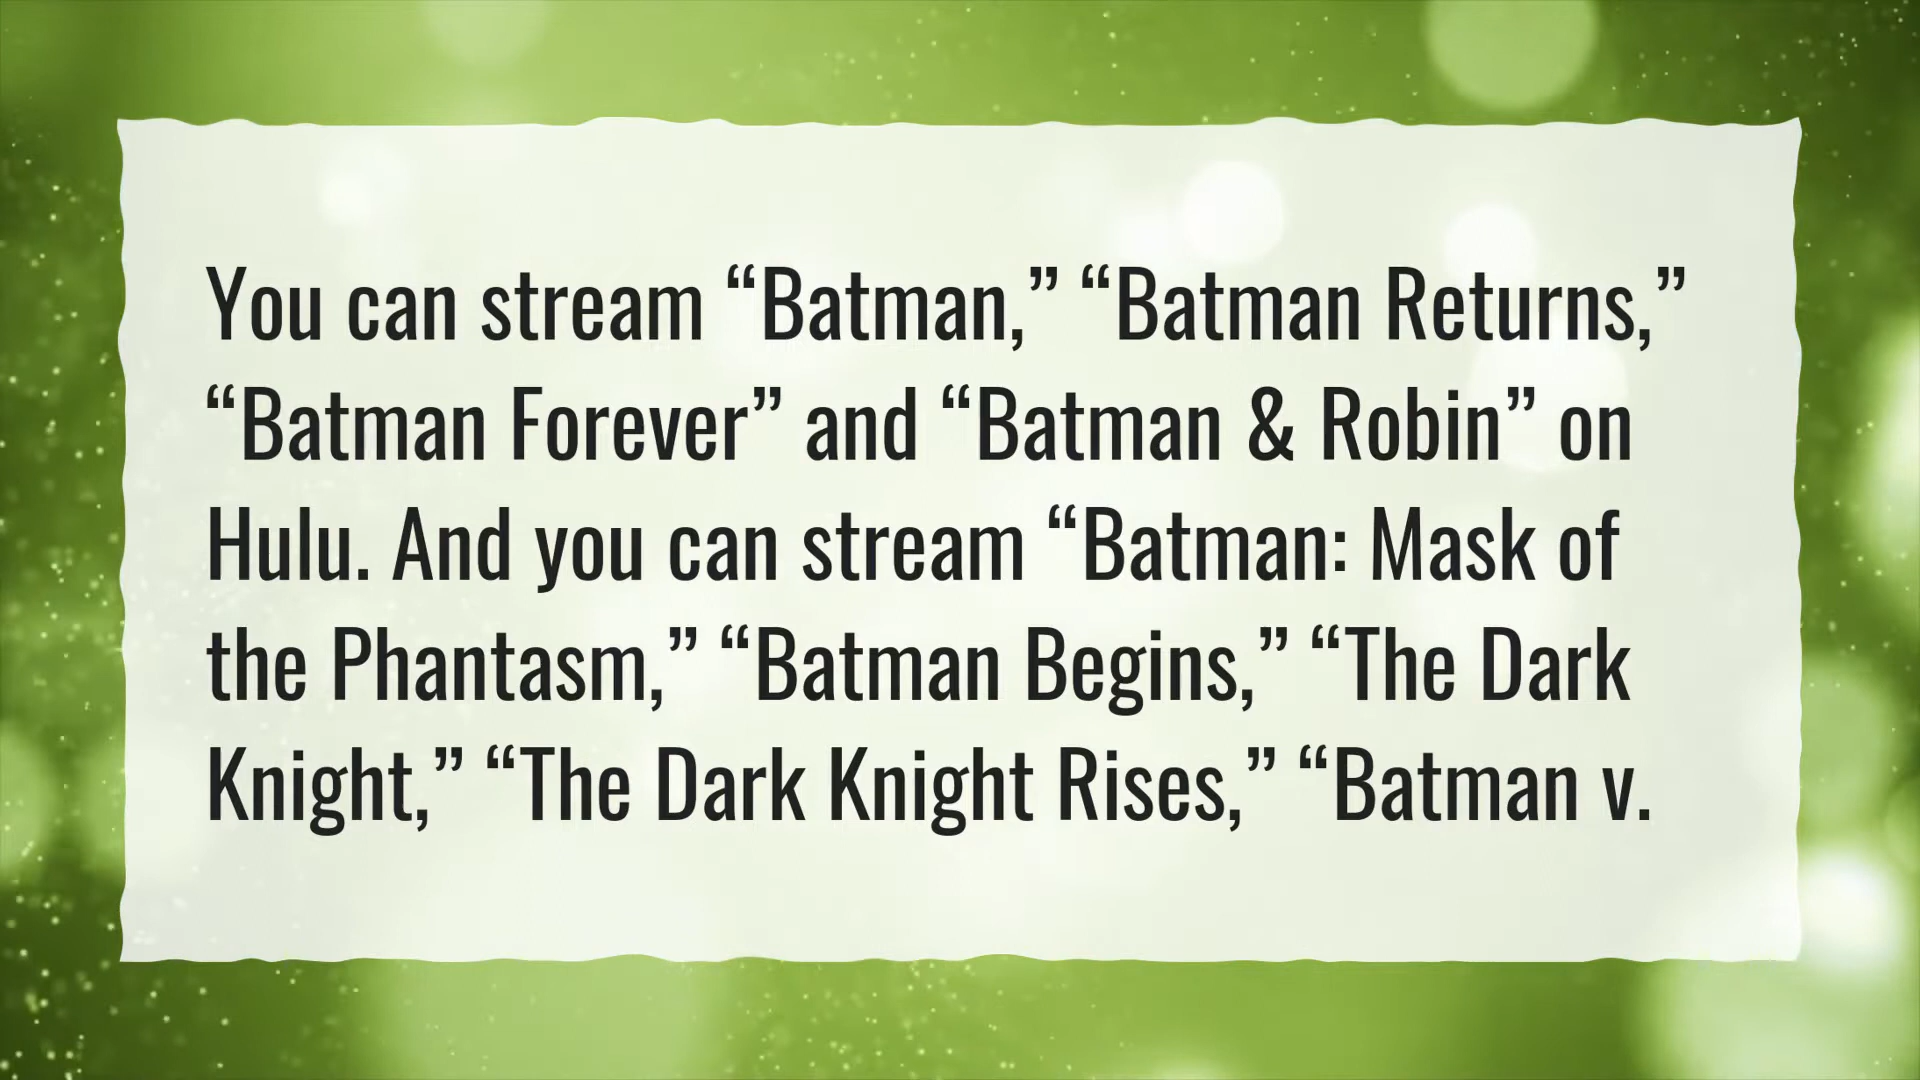 You can stream “Batman,” “Batman Returns,”
“Batman Forever” and “Batman & Robin” on
Hulu. And you can stream “Batman: Mask of
the Phantasm,” “Batman Begins,” “The Dark
Knight,” “The Dark Knight Rises,” “Batman v.